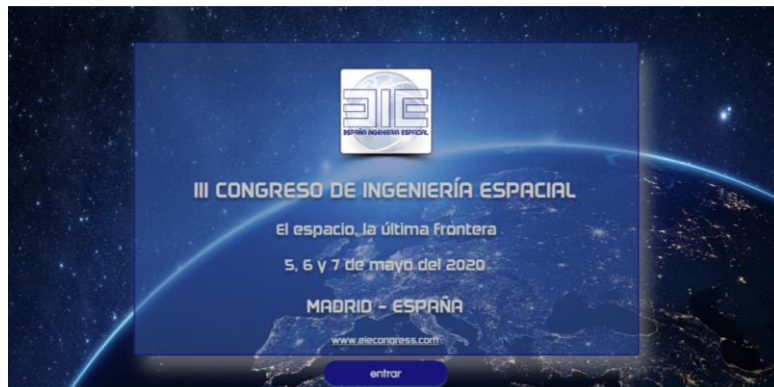 EIE
ESPAÑA INGENIERIA ESPACIAL
III CONGRESO DE INGENIERÍA ESPACIAL
El espacio, la última frontera
5, 6 y 7 de mayo del 2020
MADRID - ESPAÑA
www.eiecongress.com
entrar